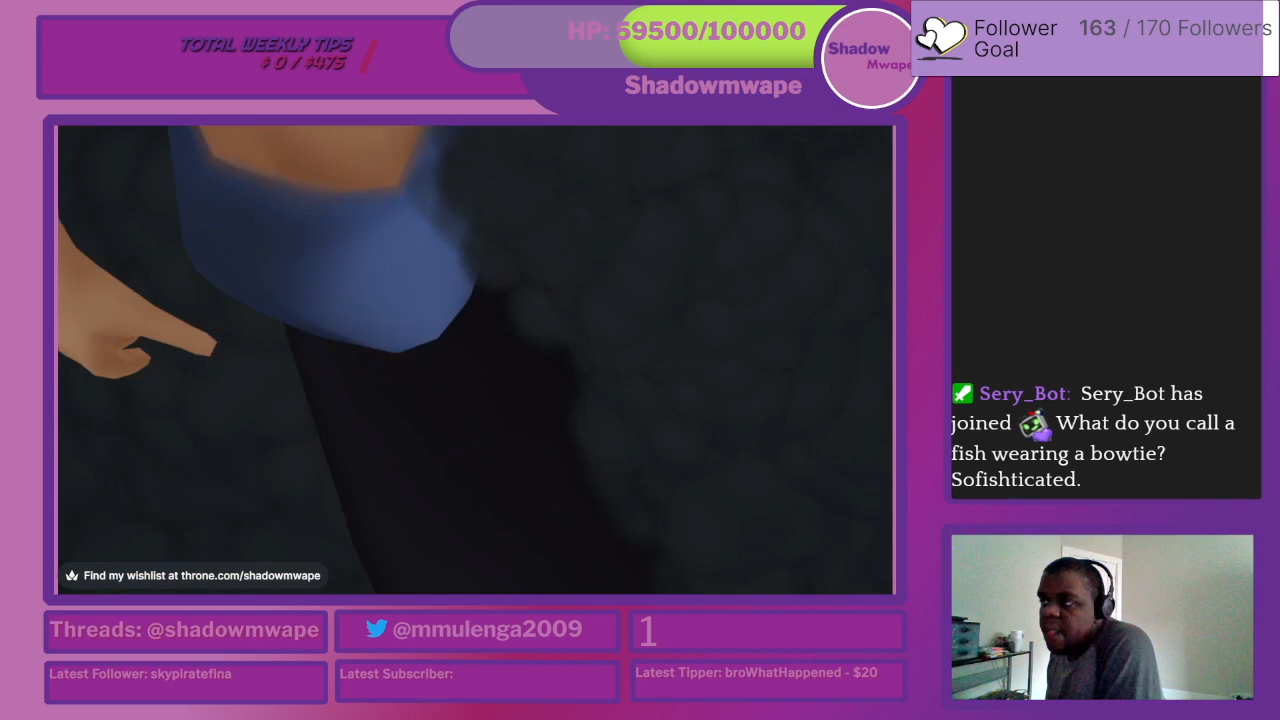 TOTAL WEEKLY TIPS
$ 0 / $475
HP: 59500/100000
Shadowmwape
Shadow
Mwape
Follower Goal
163 / 170 Followers
Sery_Bot: Sery_Bot has
joined What do you call a
fish wearing a bowtie?
Sofishticated.
Find my wishlist at throne.com/shadowmwape
Threads: @shadowmwape
@mmulenga2009
1
Latest Follower: skypiratefina
Latest Subscriber:
Latest Tipper: broWhatHappened - $20